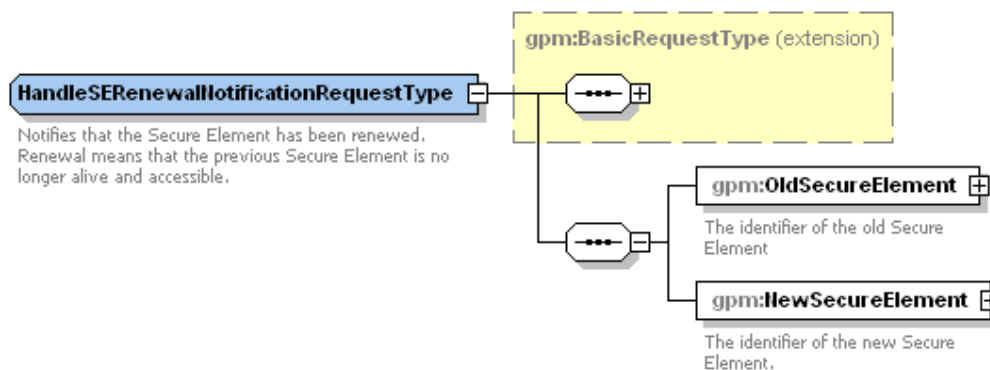 gpm:BasicRequestType (extension)
HandleSERenewalNotificationRequestType
Notifies that the Secure Element has been renewed.
Renewal means that the previous Secure Element is no
longer alive and accessible.
gpm:OldSecureElement
The identifier of the old Secure
Element
gpm:NewSecureElement
The identifier of the new Secure
Element.